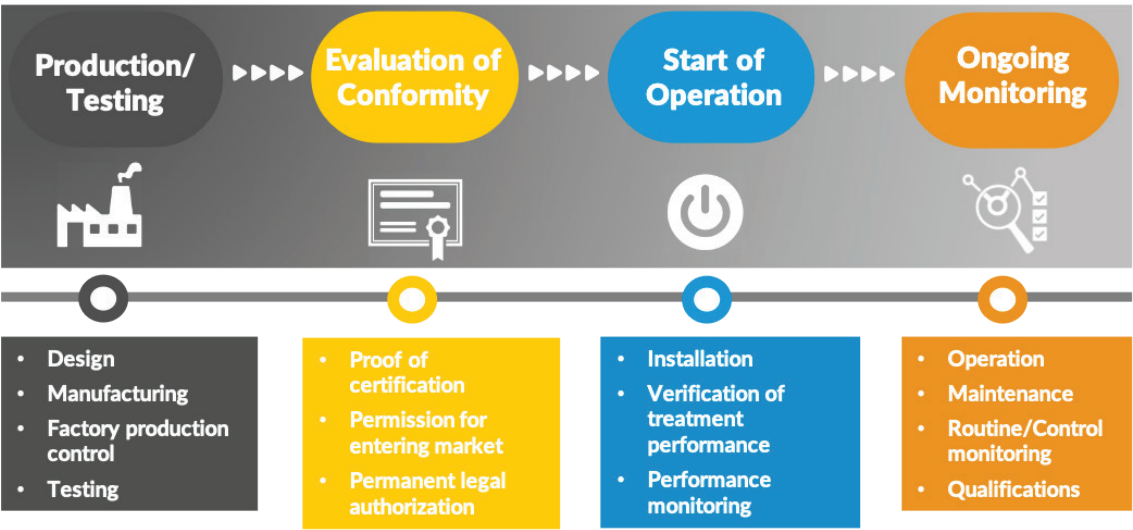 Production/
Testing
Evaluation of
Conformity
Start of
Operation
Ongoing
Monitoring
• Design
• Manufacturing
• Factory production
control
• Testing
• Proof of
certification
• Permission for
entering market
• Permanent legal
authorization
• Installation
• Verification of
treatment
performance
• Performance
monitoring
• Operation
• Maintenance
• Routine/Control
monitoring
• Qualifications